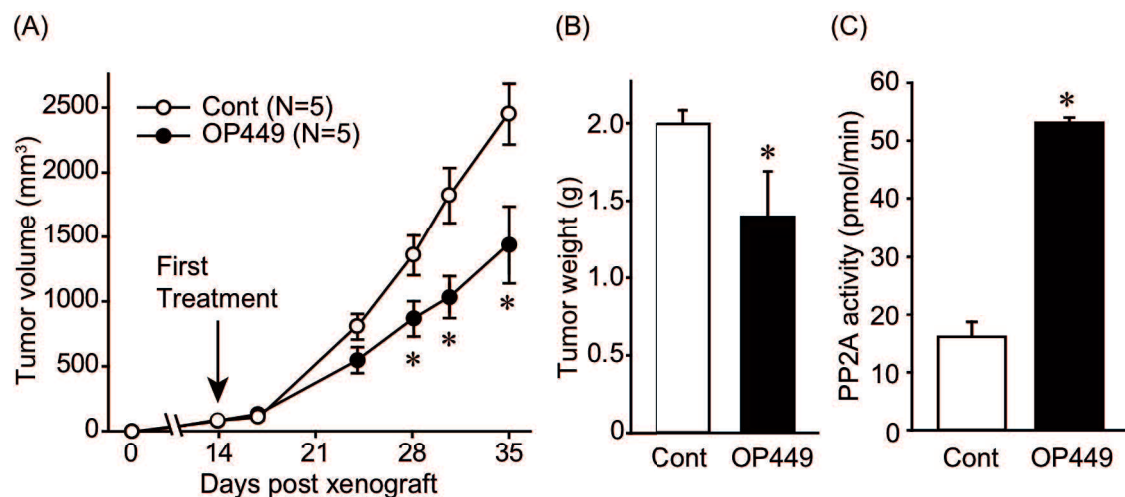 (A)
Tumor volume (mm³)
2500
2000
1500
1000
500
0
Cont (N=5)
OP449 (N=5)
First
Treatment
*
*
*
0
14
21
28
35
Days post xenograft
(B)
Tumor weight (g)
2.0
1.5
1.0
0.5
0
*
Cont
OP449
(C)
PP2A activity (pmol/min)
60
50
40
30
20
10
0
*
Cont
OP449